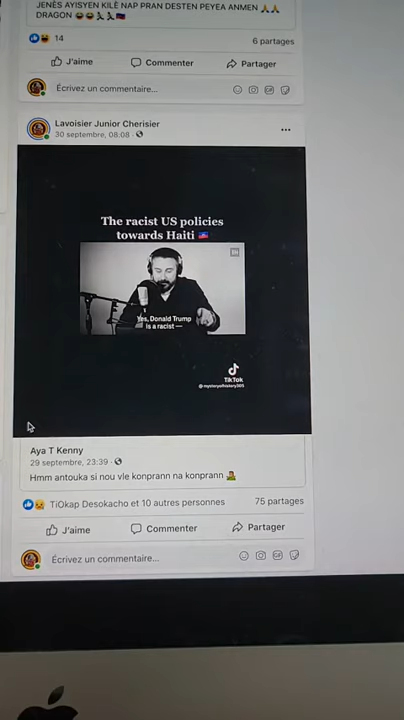 JENÈS AYISYEN KILÈ NAP PRAN DESTEN PEYEA ANMEN 🙏🙏
DRAGON 😂😂🏃🏃🇭🇹
14
6 partages
J'aime
Commenter
Partager
Écrivez un commentaire...
Lavoisier Junior Cherisier
30 septembre, 08:08 ·
The racist US policies
towards Haiti 🇭🇹
Yes, Donald Trump
is a racist —
TikTok
Aya T Kenny
29 septembre, 23:39 ·
Hmm antouka si nou vle konprann na konprann 🤷
TiOkap Desokacho et 10 autres personnes
75 partages
J'aime
Commenter
Partager
Écrivez un commentaire...